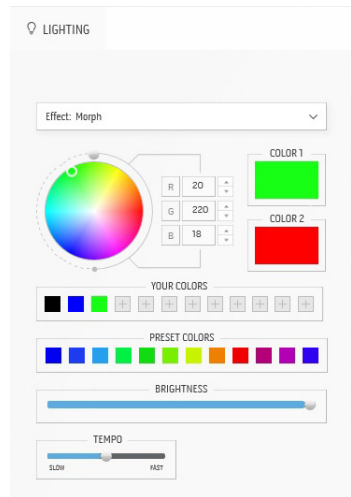 LIGHTING
Effect: Morph
COLOR 1
R 20
G 220
B 18
COLOR 2
YOUR COLORS
PRESET COLORS
BRIGHTNESS
TEMPO
SLOW FAST